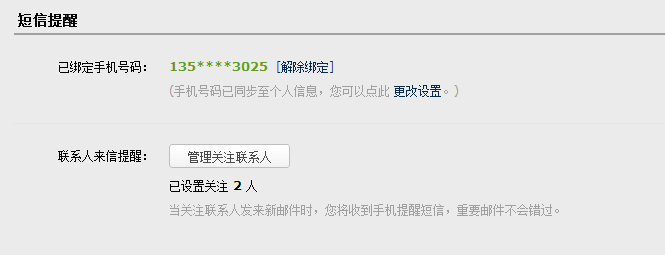 短信提醒
已绑定手机号码： 135****3025 [解除绑定]
(手机号码已同步至个人信息，您可以点此 更改设置。)
联系人来信提醒： 管理关注联系人
已设置关注 2 人
当关注联系人发来新邮件时，您将收到手机提醒短信，重要邮件不会错过。